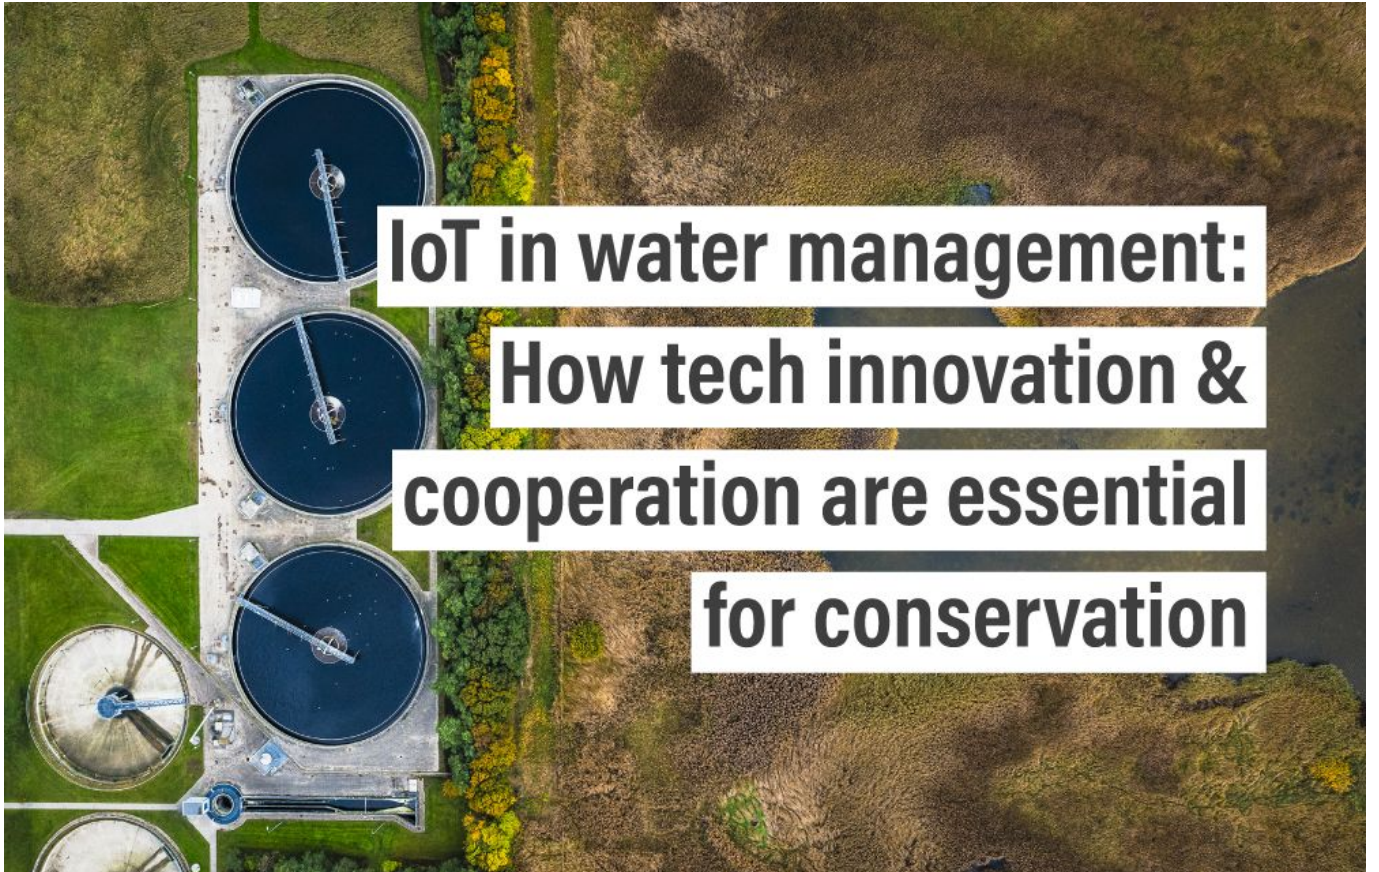 IoT in water management:
How tech innovation &
cooperation are essential
for conservation